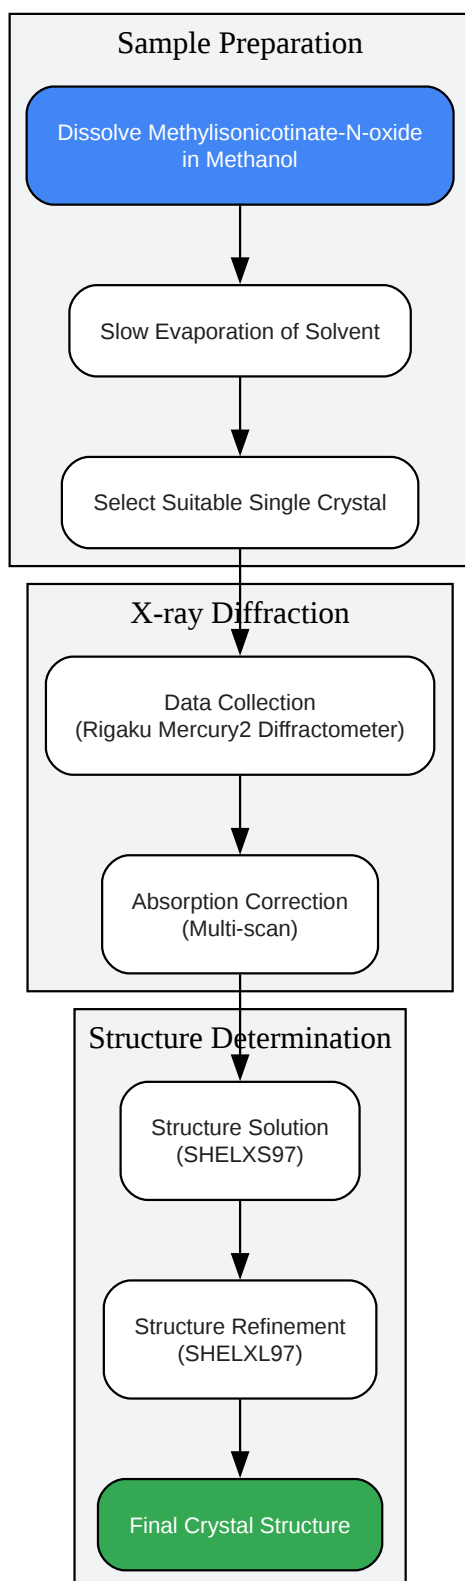 Sample Preparation
Dissolve Methylisonicotinate-N-oxide
in Methanol
Slow Evaporation of Solvent
Select Suitable Single Crystal
X-ray Diffraction
Data Collection
(Rigaku Mercury2 Diffractometer)
Absorption Correction
(Multi-scan)
Structure Determination
Structure Solution
(SHELXS97)
Structure Refinement
(SHELXL97)
Final Crystal Structure